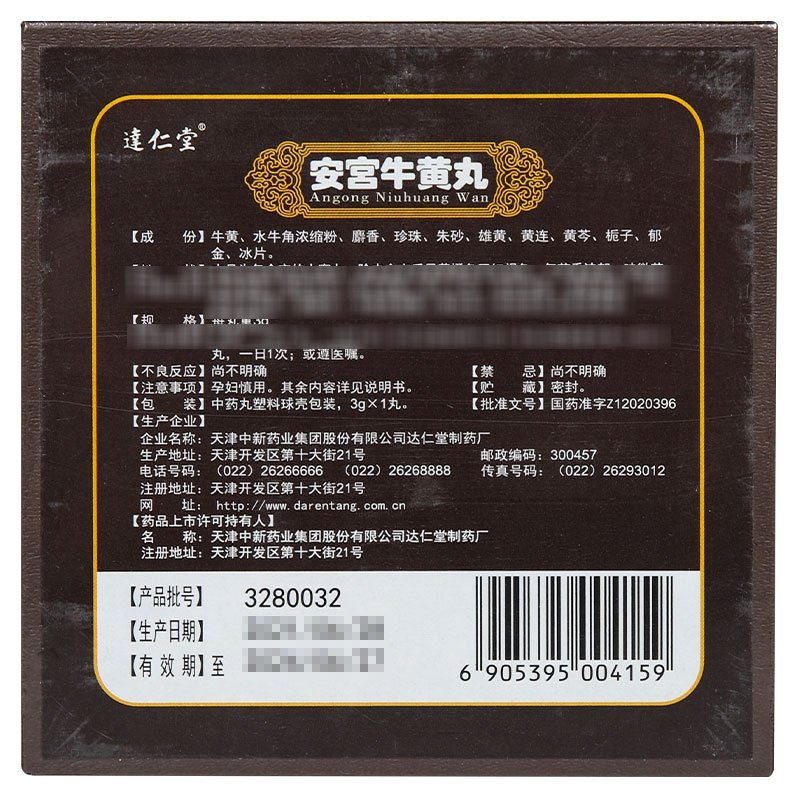 達仁堂®
安宫牛黄丸
Angong Niuhuang Wan
【成 份】牛黄、水牛角浓缩粉、麝香、珍珠、朱砂、雄黄、黄连、黄芩、栀子、郁
金、冰片。
【规 格】
丸，一日1次；或遵医嘱。
【不良反应】尚不明确 【禁 忌】尚不明确
【注意事项】孕妇慎用。其余内容详见说明书。 【贮 藏】密封。
【包 装】中药丸塑料球壳包装，3g×1丸。 【批准文号】国药准字Z12020396
【生产企业】
企业名称：天津中新药业集团股份有限公司达仁堂制药厂
生产地址：天津开发区第十大街21号 邮政编码：300457
电话号码：（022）26266666 （022）26268888 传真号码：（022）26293012
注册地址：天津开发区第十大街21号
网 址： http://www.darentang.com.cn
【药品上市许可持有人】
名 称：天津中新药业集团股份有限公司达仁堂制药厂
注册地址：天津开发区第十大街21号
【产品批号】 3280032
【生产日期】
【有 效 期】至
6 905395 004159